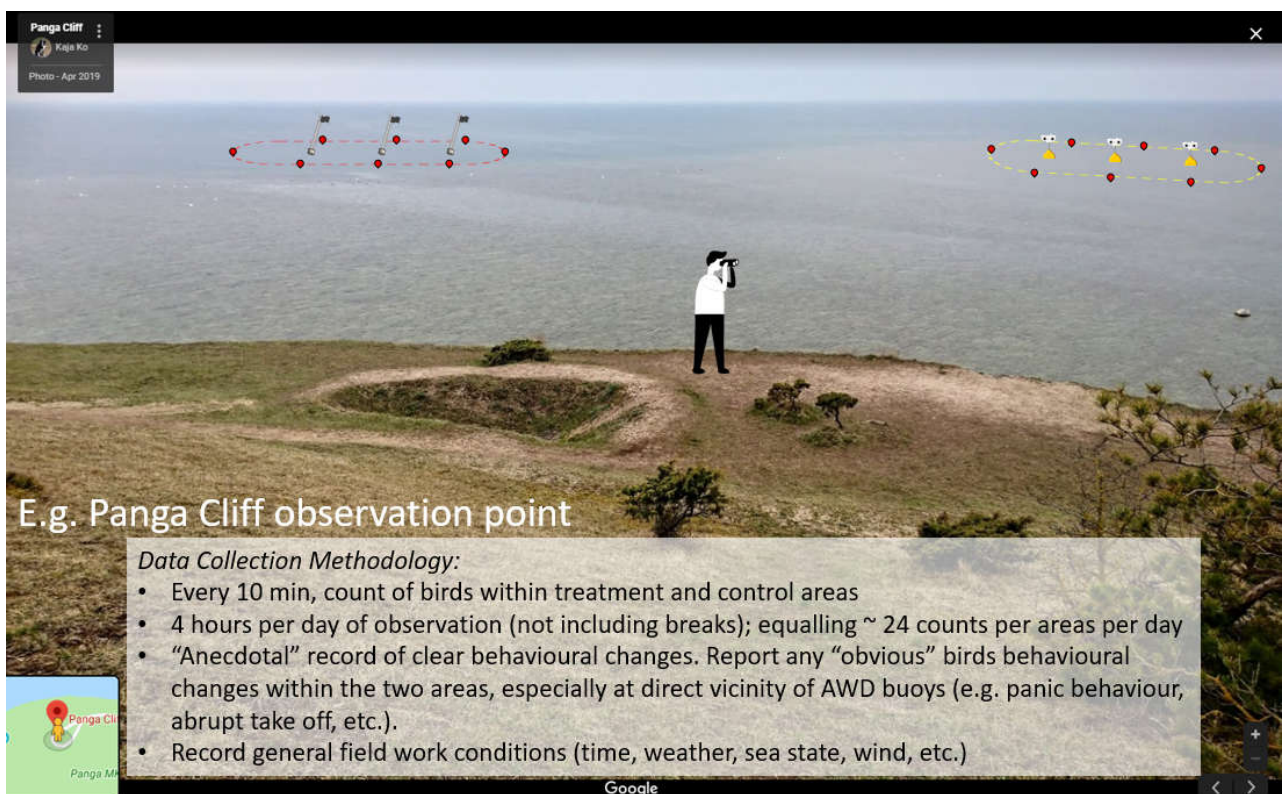 Panga Cliff
Kaja Ko
Photo - Apr 2019
E.g. Panga Cliff observation point
Data Collection Methodology:
• Every 10 min, count of birds within treatment and control areas
• 4 hours per day of observation (not including breaks); equalling ~ 24 counts per areas per day
• “Anecdotal” record of clear behavioural changes. Report any “obvious” birds behavioural
changes within the two areas, especially at direct vicinity of AWD buoys (e.g. panic behaviour,
abrupt take off, etc.).
• Record general field work conditions (time, weather, sea state, wind, etc.)
Panga Cli
Panga
Google